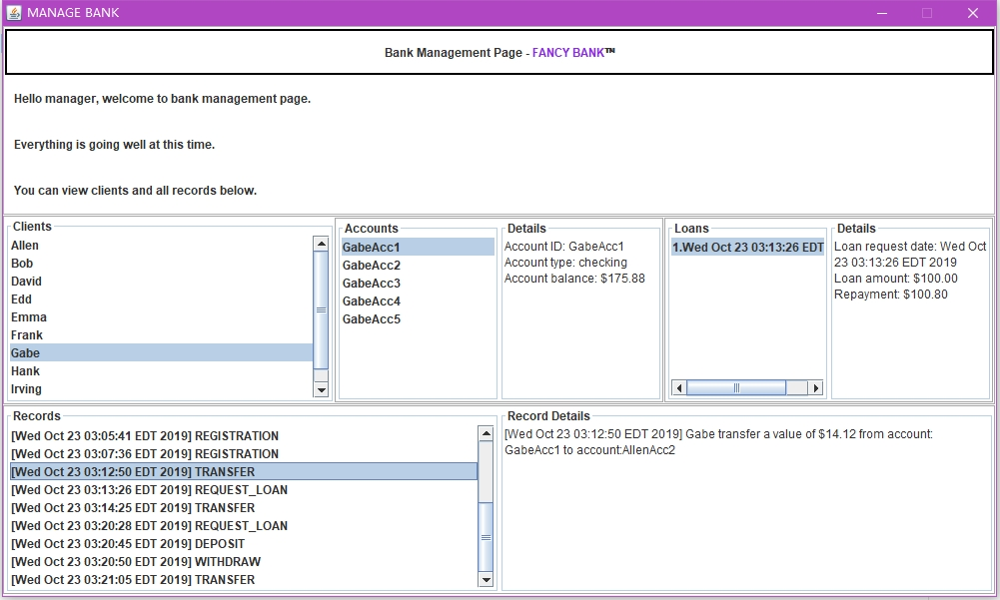 MANAGE BANK
Bank Management Page - FANCY BANK™
Hello manager, welcome to bank management page.
Everything is going well at this time.
You can view clients and all records below.
Clients
Allen
Bob
David
Edd
Emma
Frank
Gabe
Hank
Irving
Accounts
GabeAcc1
GabeAcc2
GabeAcc3
GabeAcc4
GabeAcc5
Details
Account ID: GabeAcc1
Account type: checking
Account balance: $175.88
Loans
1.Wed Oct 23 03:13:26 EDT
Details
Loan request date: Wed Oct
23 03:13:26 EDT 2019
Loan amount: $100.00
Repayment: $100.80
Records
[Wed Oct 23 03:05:41 EDT 2019] REGISTRATION
[Wed Oct 23 03:07:36 EDT 2019] REGISTRATION
[Wed Oct 23 03:12:50 EDT 2019] TRANSFER
[Wed Oct 23 03:13:26 EDT 2019] REQUEST_LOAN
[Wed Oct 23 03:14:25 EDT 2019] TRANSFER
[Wed Oct 23 03:20:28 EDT 2019] REQUEST_LOAN
[Wed Oct 23 03:20:45 EDT 2019] DEPOSIT
[Wed Oct 23 03:20:50 EDT 2019] WITHDRAW
[Wed Oct 23 03:21:05 EDT 2019] TRANSFER
Record Details
[Wed Oct 23 03:12:50 EDT 2019] Gabe transfer a value of $14.12 from account:
GabeAcc1 to account:AllenAcc2